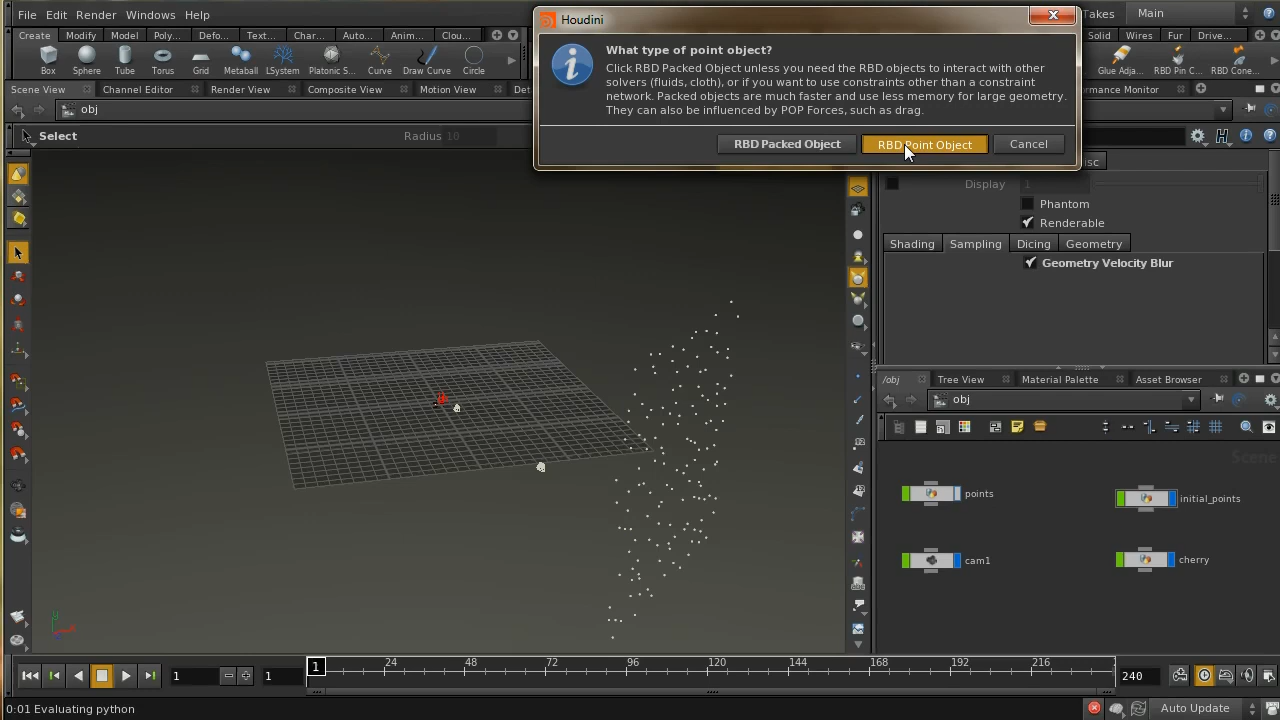 File Edit Render Windows Help
Houdini
Takes Main
Create Modify Model Poly... Defo... Text... Char... Auto... Anim... Clou...
Solid Wires Fur Drive...
Box Sphere Tube Torus Grid Metaball LSystem Platonic S... Curve Draw Curve Circle
Glue Adja... RBD Pin C... RBD Cone...
What type of point object?
Click RBD Packed Object unless you need the RBD objects to interact with other
solvers (fluids, cloth), or if you want to use constraints other than a constraint
network. Packed objects are much faster and use less memory for large geometry.
They can also be influenced by POP Forces, such as drag.
RBD Packed Object RBD Point Object Cancel
Scene View Channel Editor Render View Composite View Motion View
obj
Select Radius 10
Display 1
Phantom
Renderable
Shading Sampling Dicing Geometry
Geometry Velocity Blur
/obj Tree View Material Palette Asset Browser
obj
Scene
points
initial_points
cam1
cherry
1 1 1 24 48 72 96 120 144 168 192 216 240
0:01 Evaluating python
Auto Update